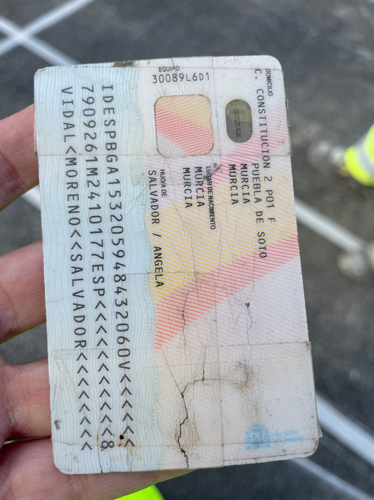 EQUIPO
30089L6D1
DOMICILIO
C. CONSTITUCION 2 P01 F
PUEBLA DE SOTO
MURCIA
MURCIA
LUGAR DE NACIMIENTO
MURCIA
MURCIA
HIJO/A DE
SALVADOR / ANGELA
IDESPBGA153205948432060V<<<<<<
7909261M2410177ESP<<<<<<<<<<<8
VIDAL<MORENO<<SALVADOR<<<<<<<<